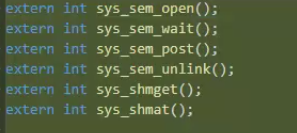 extern int sys_sem_open();
extern int sys_sem_wait();
extern int sys_sem_post();
extern int sys_sem_unlink();
extern int sys_shmget();
extern int sys_shmat();